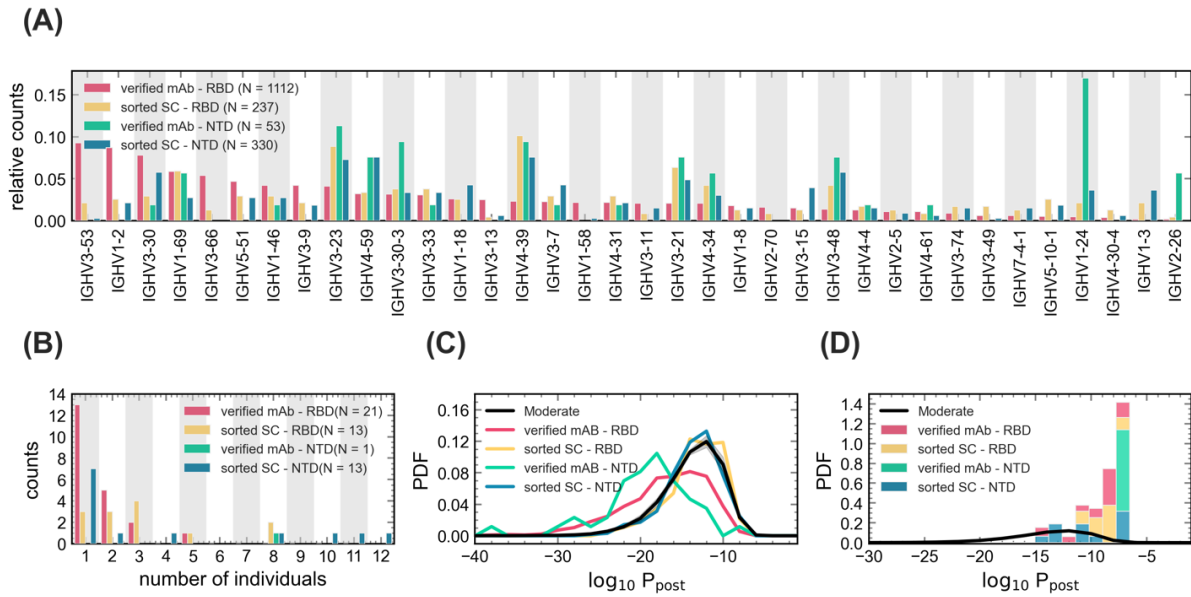 (A)
relative counts
0.15
0.10
0.05
0.00
verified mAb - RBD (N = 1112)
sorted SC - RBD (N = 237)
verified mAb - NTD (N = 53)
sorted SC - NTD (N = 330)
IGHV3-53
IGHV1-2
IGHV3-30
IGHV1-69
IGHV3-66
IGHV5-51
IGHV1-46
IGHV3-9
IGHV3-23
IGHV4-59
IGHV3-30-3
IGHV3-33
IGHV1-18
IGHV3-13
IGHV4-39
IGHV3-7
IGHV1-58
IGHV4-31
IGHV3-11
IGHV3-21
IGHV4-34
IGHV1-8
IGHV2-70
IGHV3-15
IGHV3-48
IGHV4-4
IGHV2-5
IGHV4-61
IGHV3-74
IGHV3-49
IGHV7-4-1
IGHV5-10-1
IGHV1-24
IGHV4-30-4
IGHV1-3
IGHV2-26
(B)
counts
14
12
10
8
6
4
2
0
verified mAb - RBD(N = 21)
sorted SC - RBD(N = 13)
verified mAb - NTD(N = 1)
sorted SC - NTD(N = 13)
1 2 3 4 5 6 7 8 9 10 11 12
number of individuals
(C)
PDF
0.16
0.12
0.08
0.04
0.00
Moderate
verified mAB - RBD
sorted SC - RBD
verified mAB - NTD
sorted SC - NTD
−40 −30 −20 −10
log10 Ppost
(D)
PDF
1.4
1.2
1.0
0.8
0.6
0.4
0.2
0.0
Moderate
verified mAb - RBD
sorted SC - RBD
verified mAb - NTD
sorted SC - NTD
−30 −25 −20 −15 −10 −5
log10 Ppost